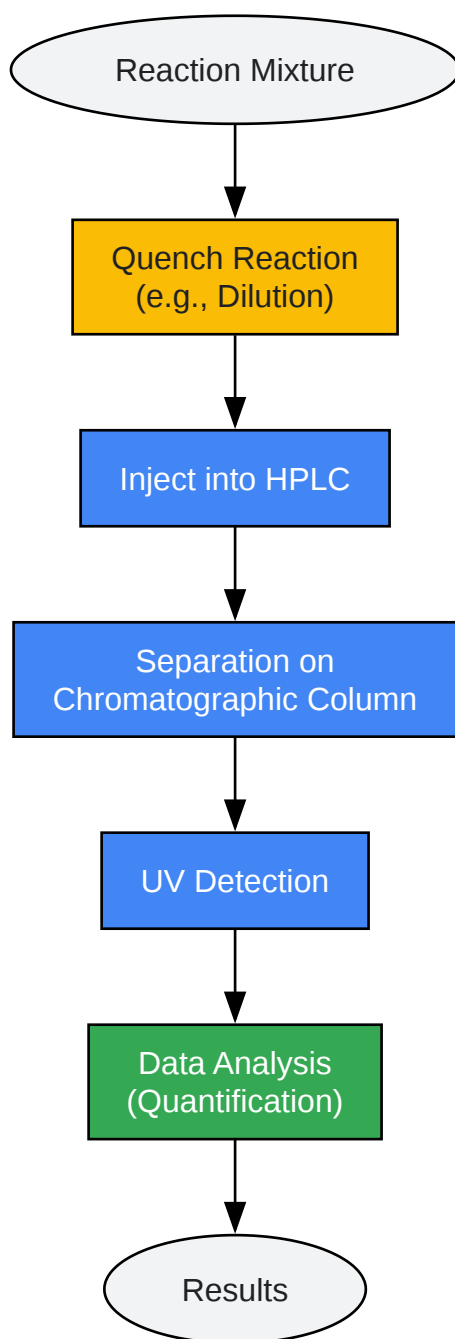 Reaction Mixture
Quench Reaction
(e.g., Dilution)
Inject into HPLC
Separation on
Chromatographic Column
UV Detection
Data Analysis
(Quantification)
Results